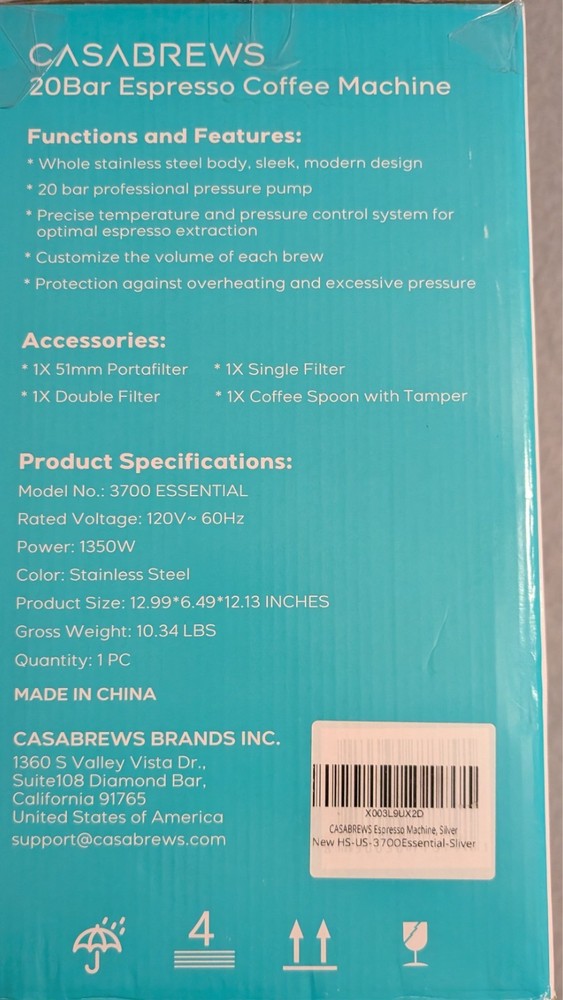 CASABREWS
20Bar Espresso Coffee Machine
Functions and Features:
* Whole stainless steel body, sleek, modern design
* 20 bar professional pressure pump
* Precise temperature and pressure control system for
optimal espresso extraction
* Customize the volume of each brew
* Protection against overheating and excessive pressure
Accessories:
* 1X 51mm Portafilter * 1X Single Filter
* 1X Double Filter * 1X Coffee Spoon with Tamper
Product Specifications:
Model No.: 3700 ESSENTIAL
Rated Voltage: 120V~ 60Hz
Power: 1350W
Color: Stainless Steel
Product Size: 12.99*6.49*12.13 INCHES
Gross Weight: 10.34 LBS
Quantity: 1 PC
MADE IN CHINA
CASABREWS BRANDS INC.
1360 S Valley Vista Dr.,
Suite108 Diamond Bar,
California 91765
United States of America
support@casabrews.com
X003L9UX2D
CASABREWS Espresso Machine, Silver
New HS-US-3700Essential-Sliver
4